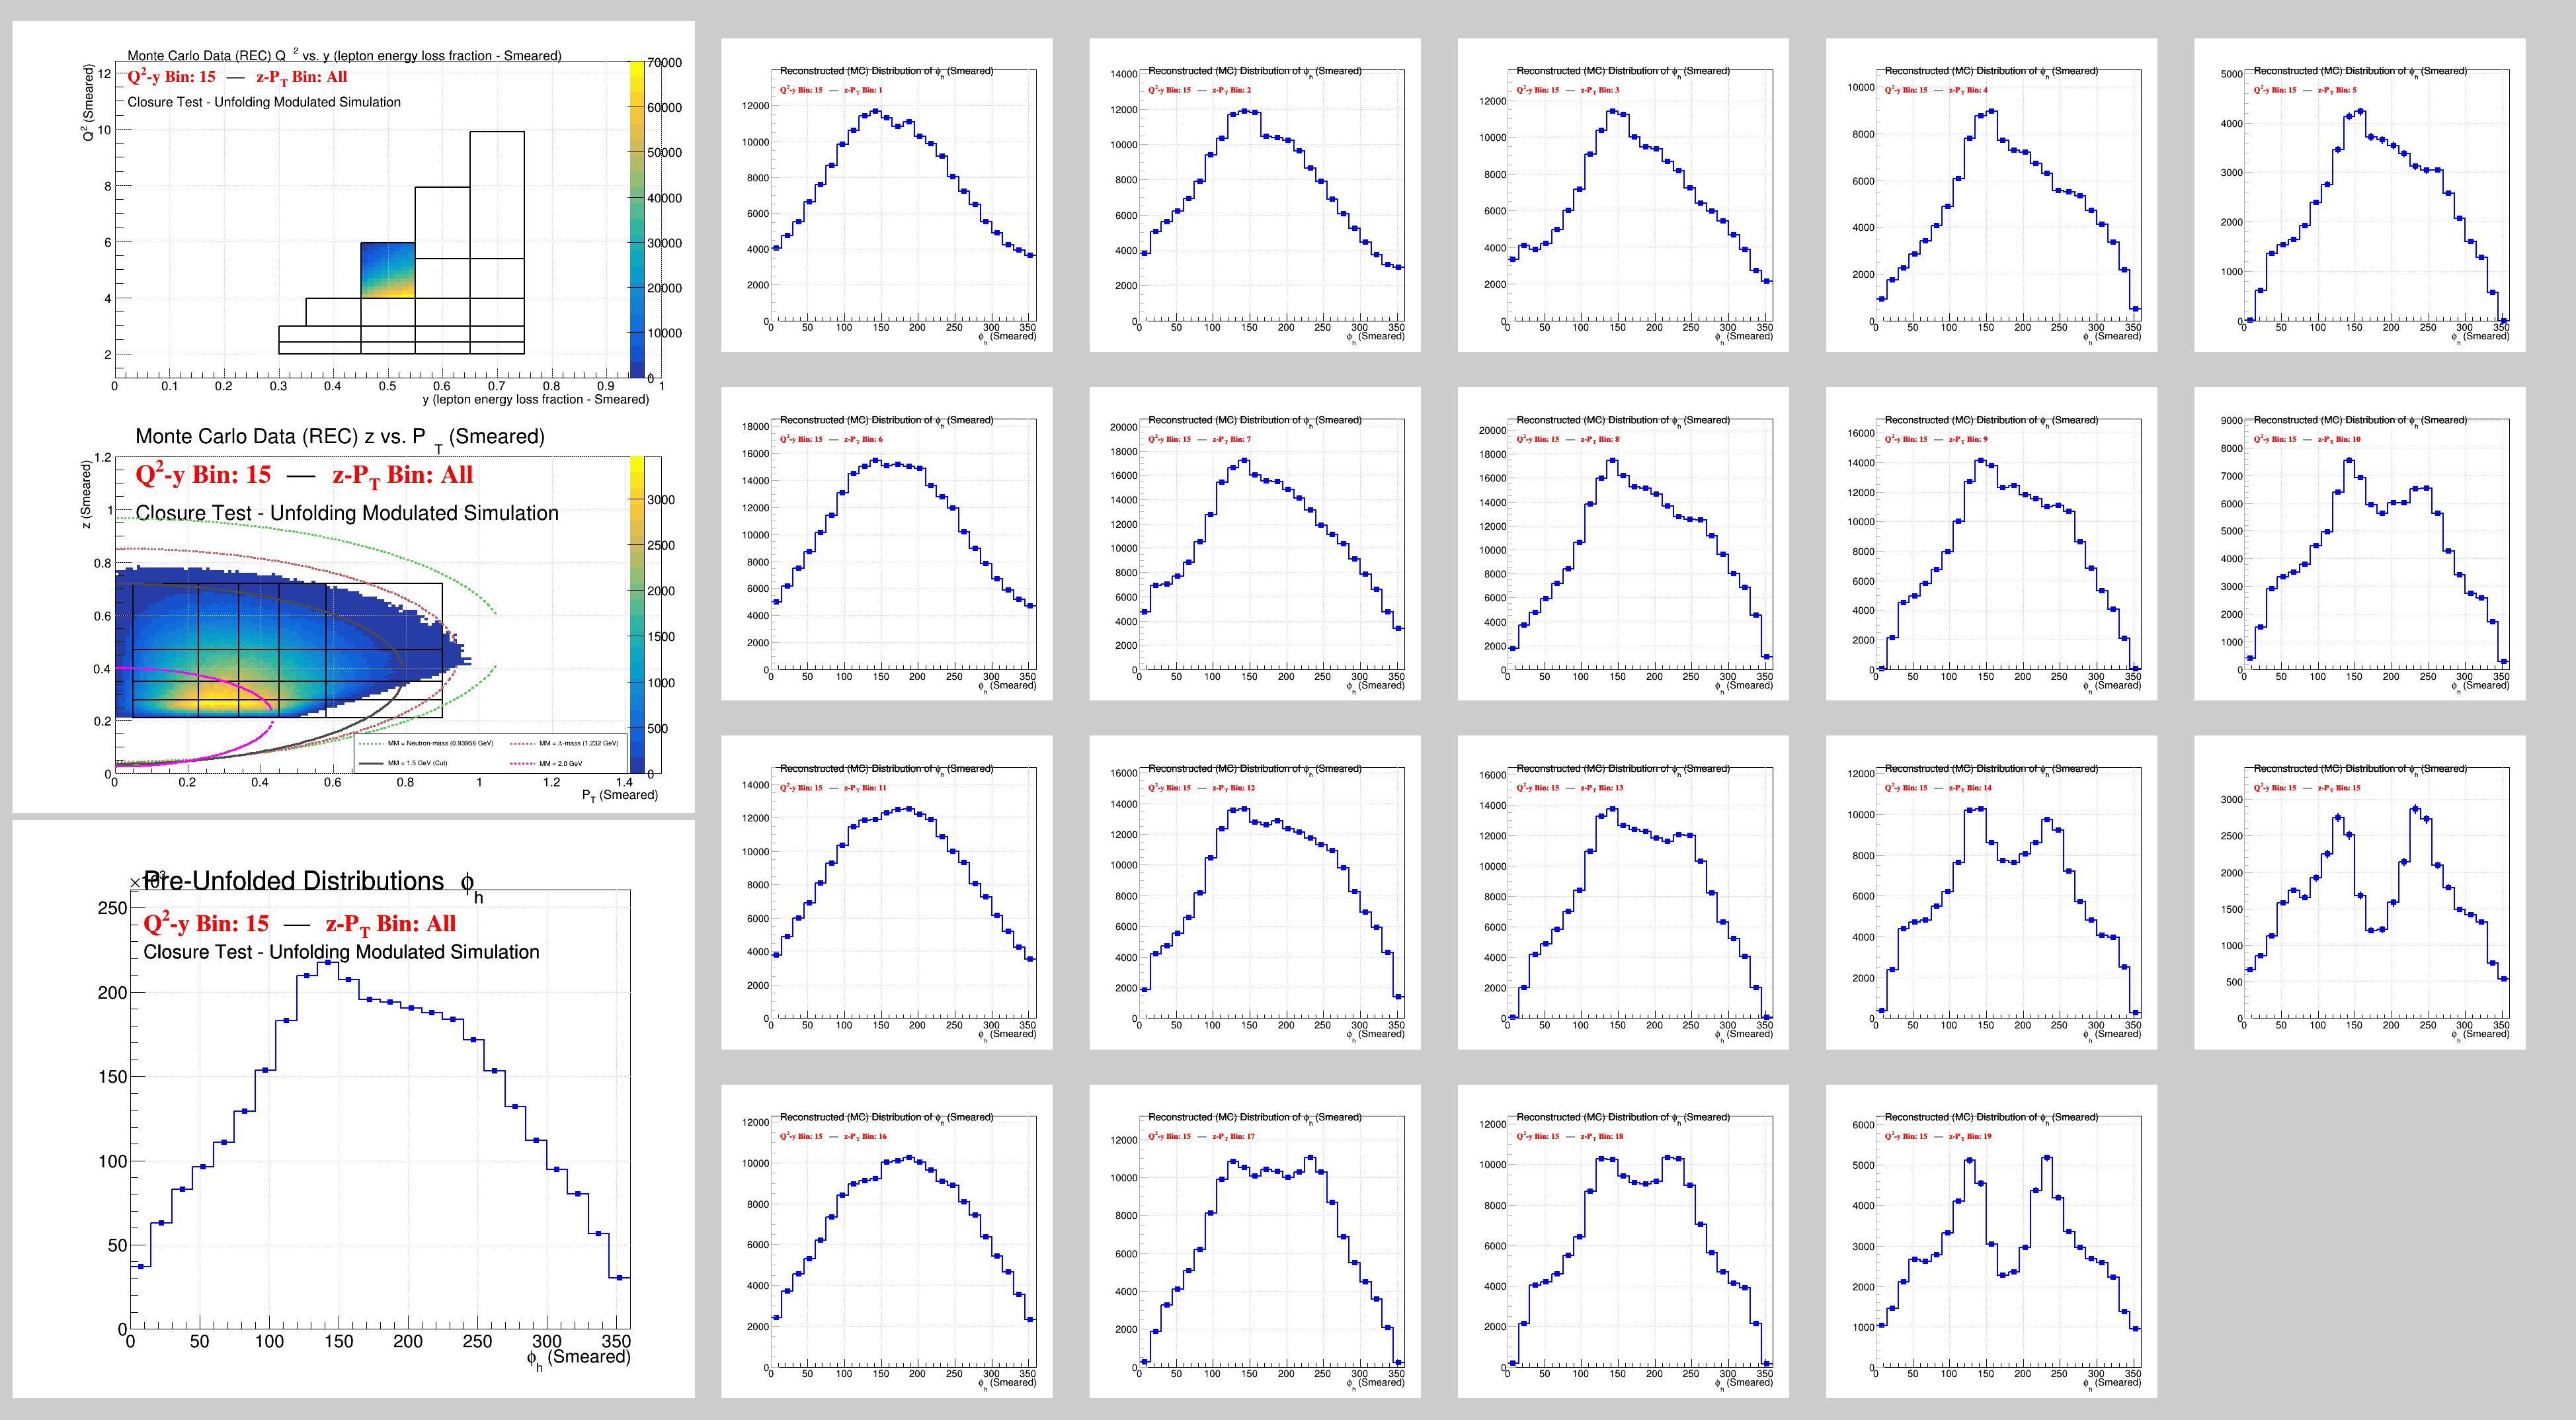 Monte Carlo Data (REC) Q² vs. y (lepton energy loss fraction - Smeared)
Q²-y Bin: 15 — z-P_T Bin: All
Closure Test - Unfolding Modulated Simulation
Q² (Smeared)
y (lepton energy loss fraction - Smeared)
Monte Carlo Data (REC) z vs. P_T (Smeared)
Q²-y Bin: 15 — z-P_T Bin: All
Closure Test - Unfolding Modulated Simulation
z (Smeared)
MM = Neutron-mass (0.93956 GeV)
MM = Δ-mass (1.232 GeV)
MM = 1.5 GeV (Cut)
MM = 2.0 GeV
P_T (Smeared)
Pre-Unfolded Distributions ϕ_h
Q²-y Bin: 15 — z-P_T Bin: All
Closure Test - Unfolding Modulated Simulation
ϕ_h (Smeared)
Reconstructed (MC) Distribution of ϕ_h (Smeared)
Q²-y Bin: 15 — z-P_T Bin: 1
ϕ_h (Smeared)
Reconstructed (MC) Distribution of ϕ_h (Smeared)
Q²-y Bin: 15 — z-P_T Bin: 2
ϕ_h (Smeared)
Reconstructed (MC) Distribution of ϕ_h (Smeared)
Q²-y Bin: 15 — z-P_T Bin: 3
ϕ_h (Smeared)
Reconstructed (MC) Distribution of ϕ_h (Smeared)
Q²-y Bin: 15 — z-P_T Bin: 4
ϕ_h (Smeared)
Reconstructed (MC) Distribution of ϕ_h (Smeared)
Q²-y Bin: 15 — z-P_T Bin: 5
ϕ_h (Smeared)
Reconstructed (MC) Distribution of ϕ_h (Smeared)
Q²-y Bin: 15 — z-P_T Bin: 6
ϕ_h (Smeared)
Reconstructed (MC) Distribution of ϕ_h (Smeared)
Q²-y Bin: 15 — z-P_T Bin: 7
ϕ_h (Smeared)
Reconstructed (MC) Distribution of ϕ_h (Smeared)
Q²-y Bin: 15 — z-P_T Bin: 8
ϕ_h (Smeared)
Reconstructed (MC) Distribution of ϕ_h (Smeared)
Q²-y Bin: 15 — z-P_T Bin: 9
ϕ_h (Smeared)
Reconstructed (MC) Distribution of ϕ_h (Smeared)
Q²-y Bin: 15 — z-P_T Bin: 10
ϕ_h (Smeared)
Reconstructed (MC) Distribution of ϕ_h (Smeared)
Q²-y Bin: 15 — z-P_T Bin: 11
ϕ_h (Smeared)
Reconstructed (MC) Distribution of ϕ_h (Smeared)
Q²-y Bin: 15 — z-P_T Bin: 12
ϕ_h (Smeared)
Reconstructed (MC) Distribution of ϕ_h (Smeared)
Q²-y Bin: 15 — z-P_T Bin: 13
ϕ_h (Smeared)
Reconstructed (MC) Distribution of ϕ_h (Smeared)
Q²-y Bin: 15 — z-P_T Bin: 14
ϕ_h (Smeared)
Reconstructed (MC) Distribution of ϕ_h (Smeared)
Q²-y Bin: 15 — z-P_T Bin: 15
ϕ_h (Smeared)
Reconstructed (MC) Distribution of ϕ_h (Smeared)
Q²-y Bin: 15 — z-P_T Bin: 16
ϕ_h (Smeared)
Reconstructed (MC) Distribution of ϕ_h (Smeared)
Q²-y Bin: 15 — z-P_T Bin: 17
ϕ_h (Smeared)
Reconstructed (MC) Distribution of ϕ_h (Smeared)
Q²-y Bin: 15 — z-P_T Bin: 18
ϕ_h (Smeared)
Reconstructed (MC) Distribution of ϕ_h (Smeared)
Q²-y Bin: 15 — z-P_T Bin: 19
ϕ_h (Smeared)